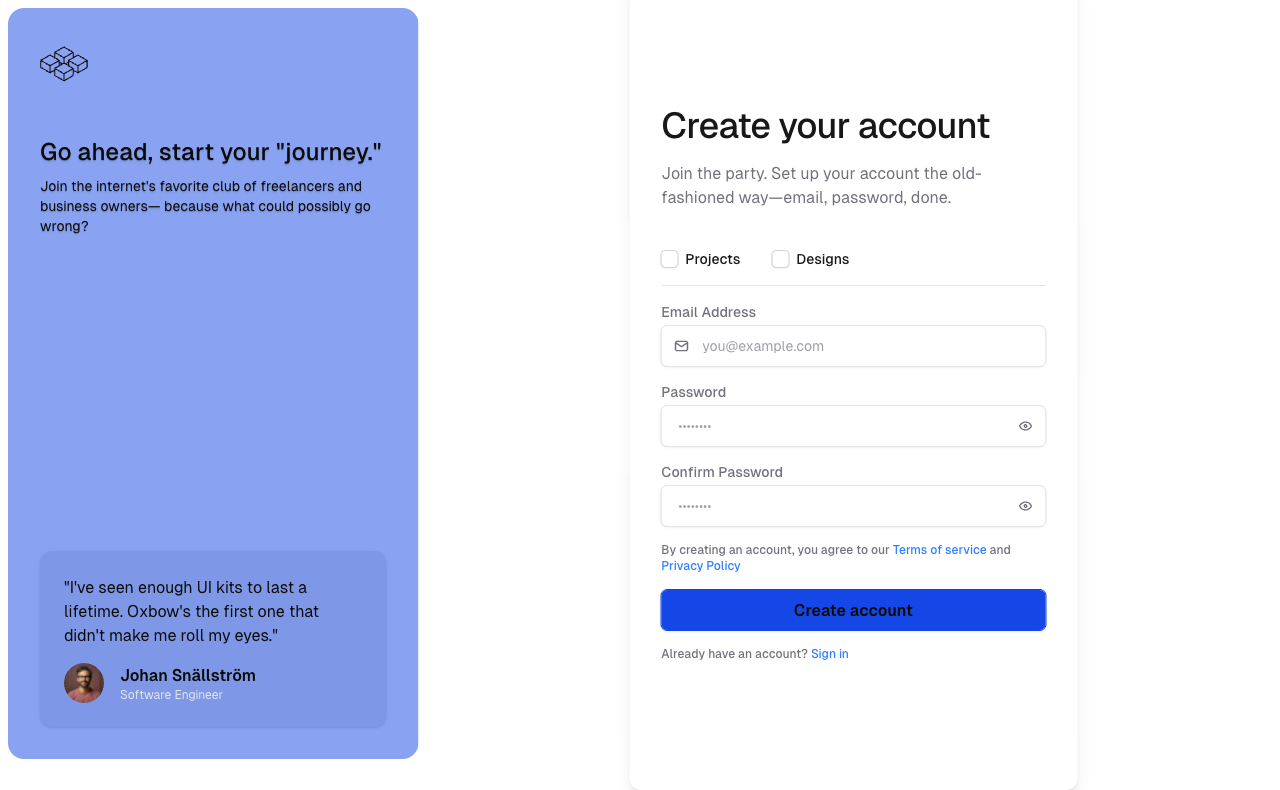 Go ahead, start your "journey."
Join the internet's favorite club of freelancers and
business owners— because what could possibly go
wrong?
"I've seen enough UI kits to last a
lifetime. Oxbow's the first one that
didn't make me roll my eyes."
Johan Snällström
Software Engineer
Create your account
Join the party. Set up your account the old-
fashioned way—email, password, done.
Projects
Designs
Email Address
you@example.com
Password
••••••••
Confirm Password
••••••••
By creating an account, you agree to our Terms of service and
Privacy Policy
Create account
Already have an account? Sign in